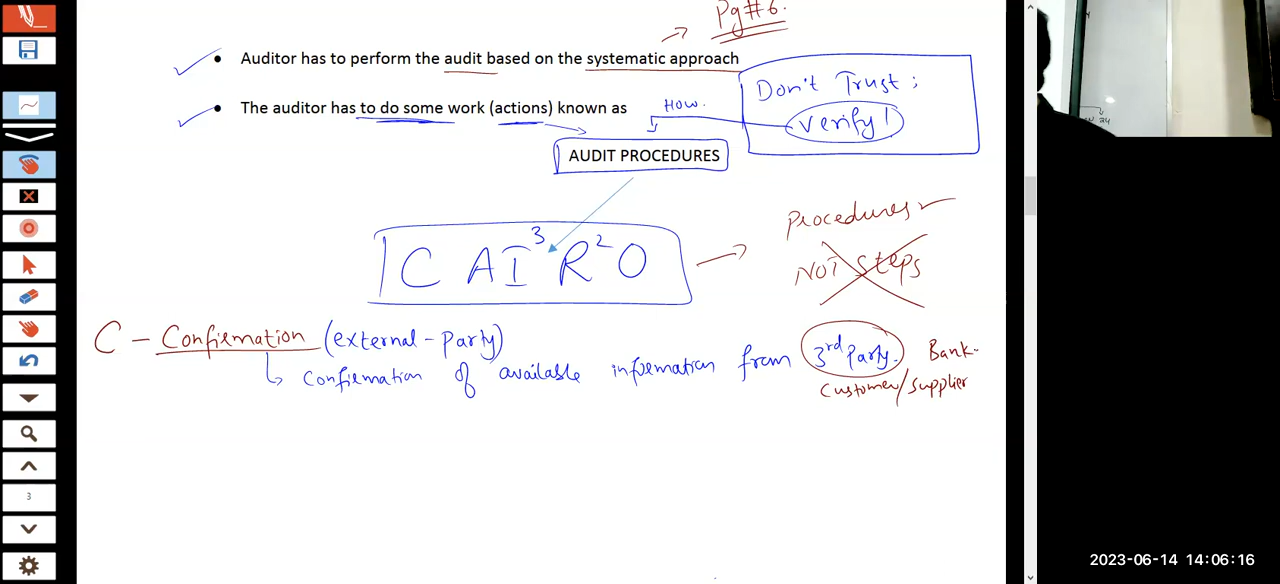 Pg#6.
• Auditor has to perform the audit based on the systematic approach
Don't Trust ;
• The auditor has to do some work (actions) known as
How.
Verify!
AUDIT PROCEDURES
Procedures
C A I³ R² O
NOT Steps
C - Confirmation (external-party)
Confirmation of available information from 3rd Party. Bank.
Customer/Supplier
3
2023-06-14 14:06:16